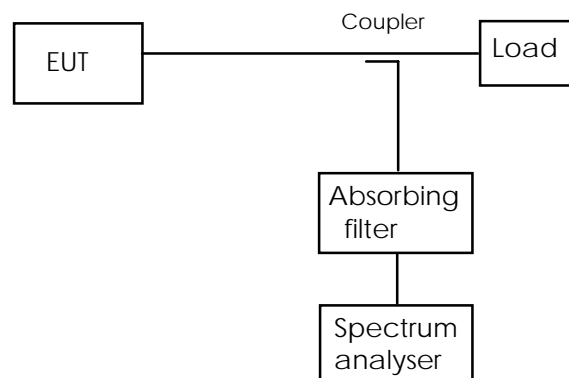 Coupler
EUT
Load
Absorbing
filter
Spectrum
analyser